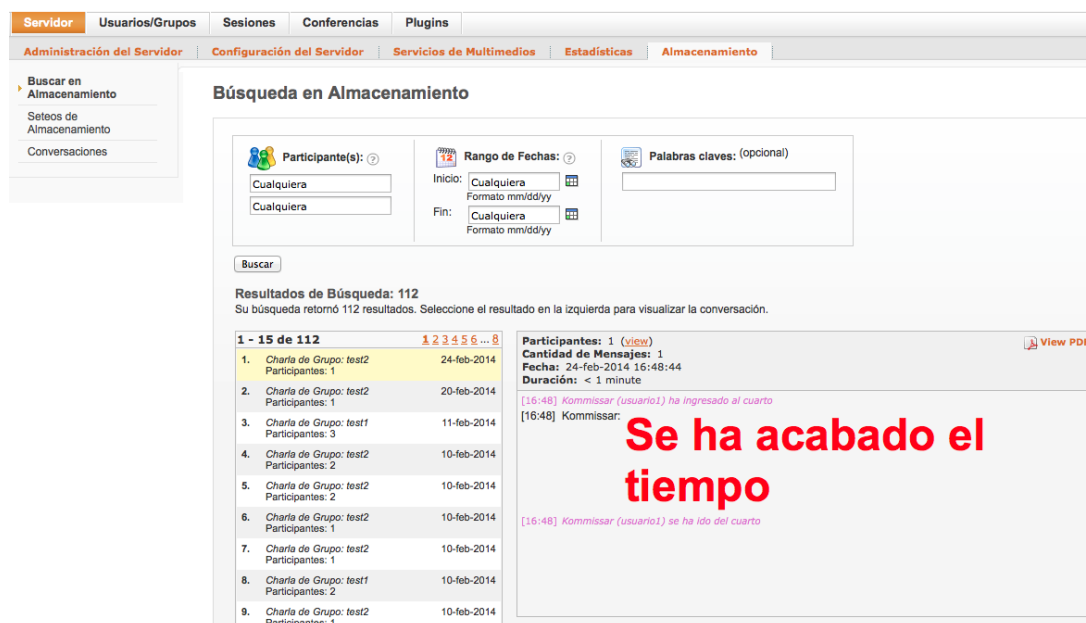 Servidor Usuarios/Grupos Sesiones Conferencias Plugins
Administración del Servidor Configuración del Servidor Servicios de Multimedios Estadísticas Almacenamiento
Buscar en
Almacenamiento
Seteos de
Almacenamiento
Conversaciones
Búsqueda en Almacenamiento
Participante(s): ?
Cualquiera
Cualquiera
12 Rango de Fechas: ?
Inicio: Cualquiera
Formato mm/dd/yy
Fin: Cualquiera
Formato mm/dd/yy
Palabras claves: (opcional)
Buscar
Resultados de Búsqueda: 112
Su búsqueda retornó 112 resultados. Seleccione el resultado en la izquierda para visualizar la conversación.
1 - 15 de 112 1 2 3 4 5 6 ... 8
1. Charla de Grupo: test2 24-feb-2014
Participantes: 1
2. Charla de Grupo: test2 20-feb-2014
Participantes: 1
3. Charla de Grupo: test1 11-feb-2014
Participantes: 3
4. Charla de Grupo: test2 10-feb-2014
Participantes: 2
5. Charla de Grupo: test2 10-feb-2014
Participantes: 2
6. Charla de Grupo: test2 10-feb-2014
Participantes: 1
7. Charla de Grupo: test2 10-feb-2014
Participantes: 1
8. Charla de Grupo: test1 10-feb-2014
Participantes: 2
9. Charla de Grupo: test2 10-feb-2014
Participantes: 1
Participantes: 1 (view)
View PDF
Cantidad de Mensajes: 1
Fecha: 24-feb-2014 16:48:44
Duración: < 1 minute
[16:48] Kommissar (usuario1) ha ingresado al cuarto
[16:48] Kommissar:
Se ha acabado el
tiempo
[16:48] Kommissar (usuario1) se ha ido del cuarto